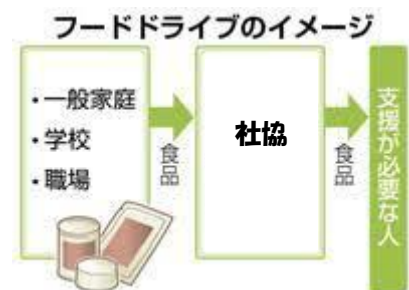 フードドライブのイメージ
・一般家庭
・学校
・職場
食品
社協
食品
支援が必要な人